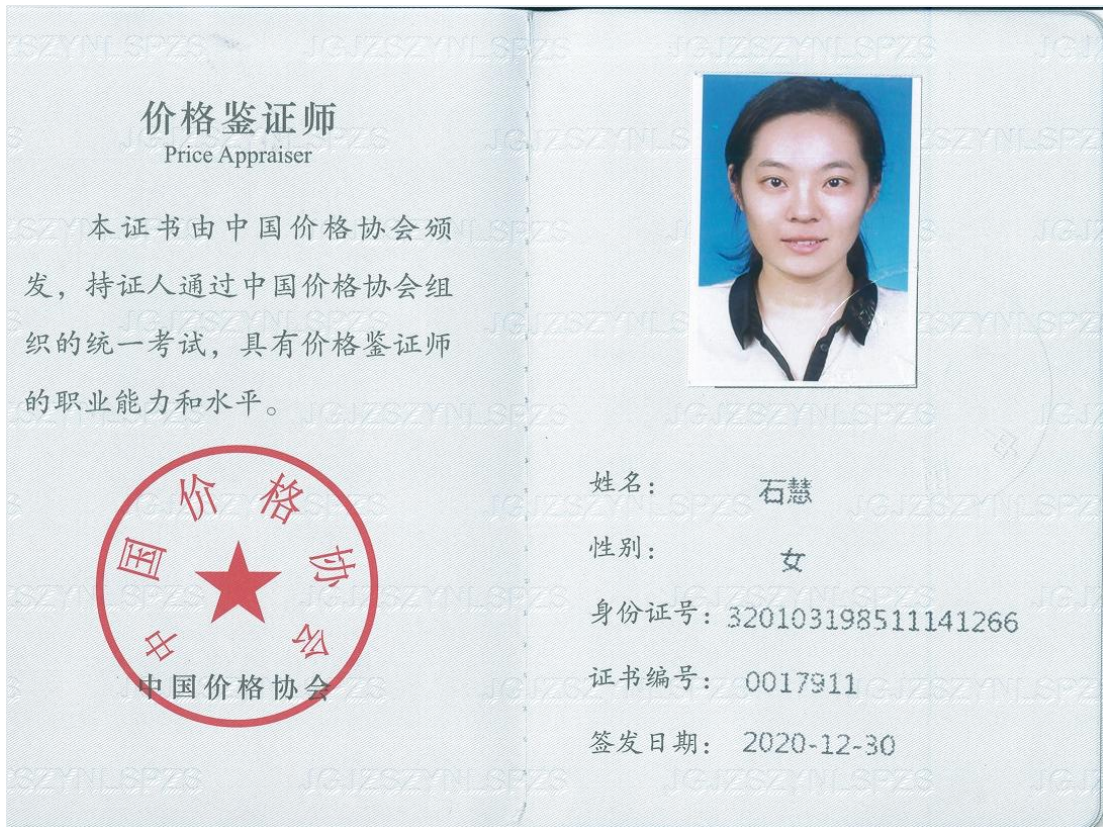 价格鉴证师
Price Appraiser
本证书由中国价格协会颁
发，持证人通过中国价格协会组
织的统一考试，具有价格鉴证师
的职业能力和水平。
中国价格协会
中国价格协会
姓名： 石慧
性别： 女
身份证号：320103198511141266
证书编号： 0017911
签发日期： 2020-12-30
JGJZSZYNLSPZS